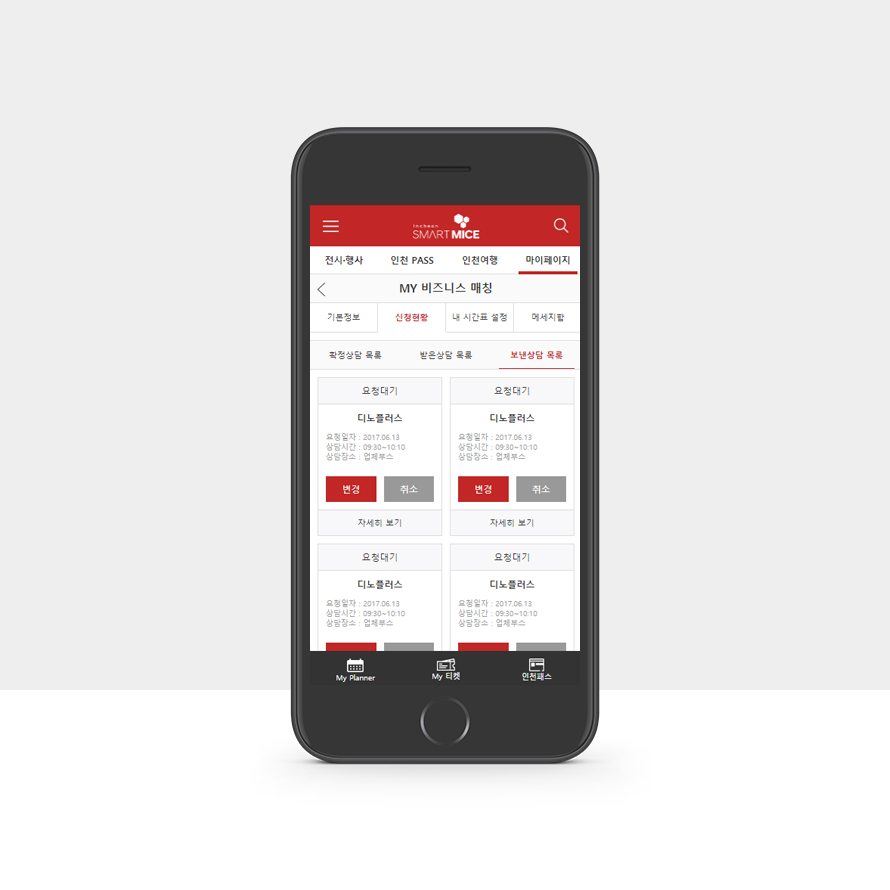 Incheon
SMART MICE
전시·행사 인천 PASS 인천여행 마이페이지
MY 비즈니스 매칭
기본정보 신청현황 내 시간표 설정 메세지함
확정상담 목록 받은상담 목록 보낸상담 목록
요청대기 요청대기
디노플러스 디노플러스
요청일자 : 2017.06.13 요청일자 : 2017.06.13
상담시간 : 09:30~10:10 상담시간 : 09:30~10:10
상담장소 : 업체부스 상담장소 : 업체부스
변경 취소 변경 취소
자세히 보기 자세히 보기
요청대기 요청대기
디노플러스 디노플러스
요청일자 : 2017.06.13 요청일자 : 2017.06.13
상담시간 : 09:30~10:10 상담시간 : 09:30~10:10
상담장소 : 업체부스 상담장소 : 업체부스
My Planner My 티켓 인천패스